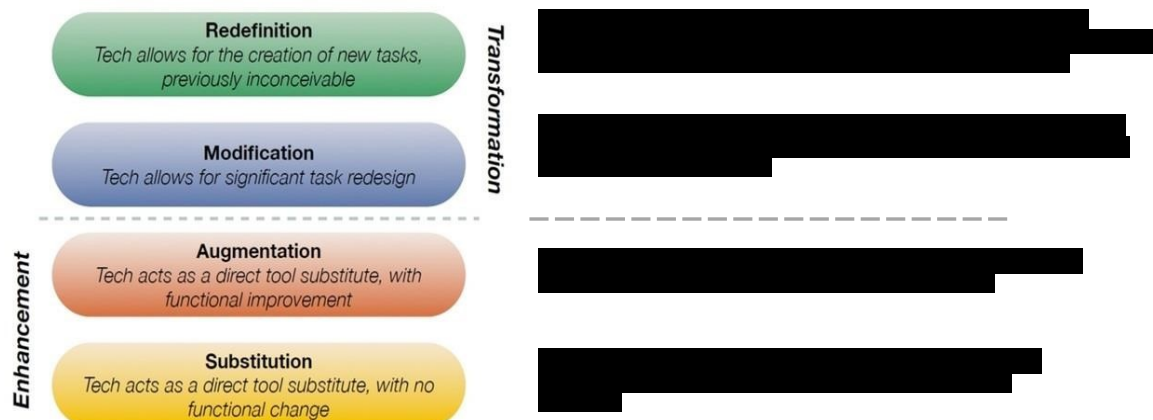 Redefinition
Tech allows for the creation of new tasks,
previously inconceivable
Transformation
Modification
Tech allows for significant task redesign
Augmentation
Tech acts as a direct tool substitute, with
functional improvement
Enhancement
Substitution
Tech acts as a direct tool substitute, with no
functional change